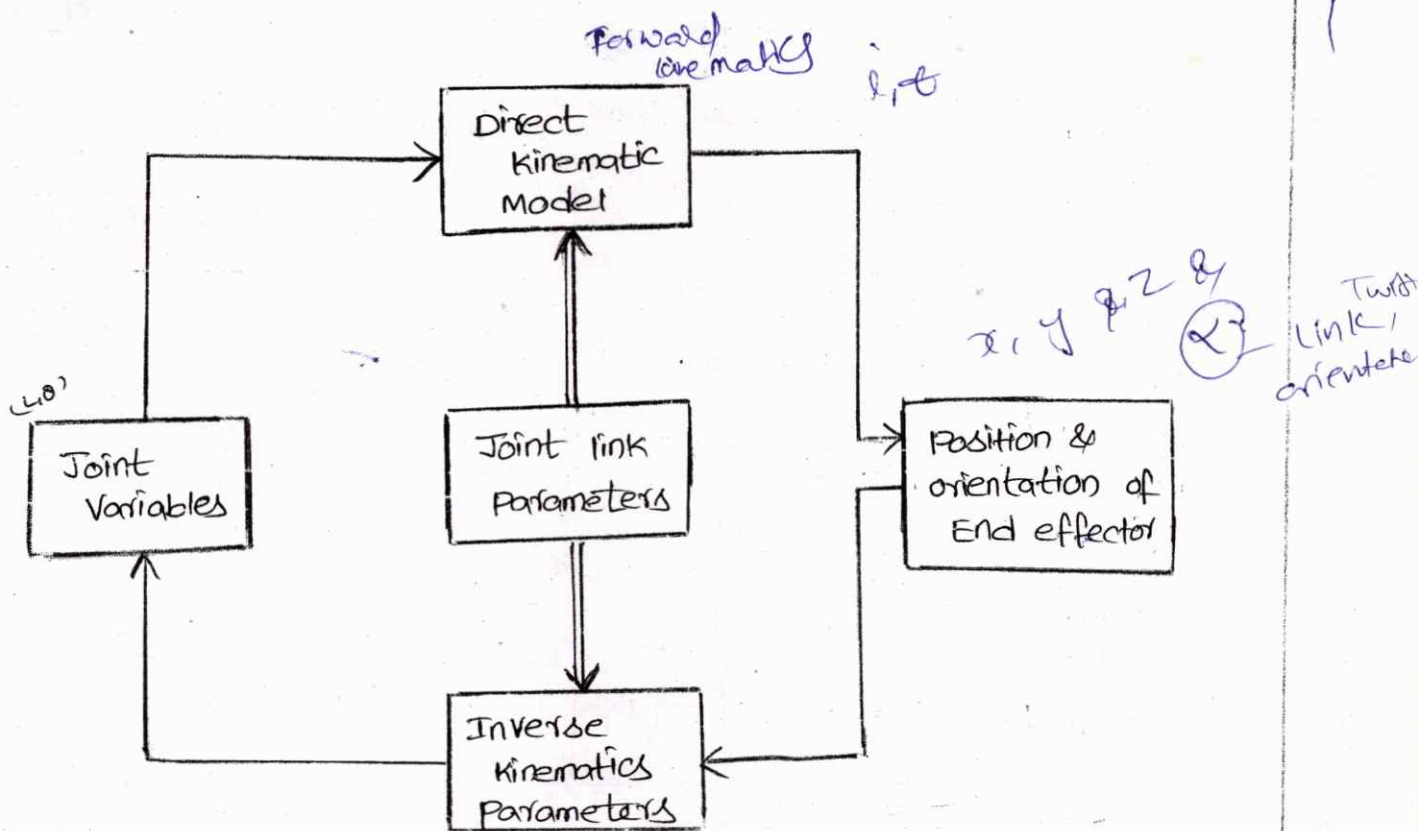 Forward
i, t
Direct
Kinematic
Model
x, y & z &
α
Twist
Link,
Joint
Variables
Joint link
Parameters
Position &
orientation of
End effector
Inverse
Kinematics
Parameters